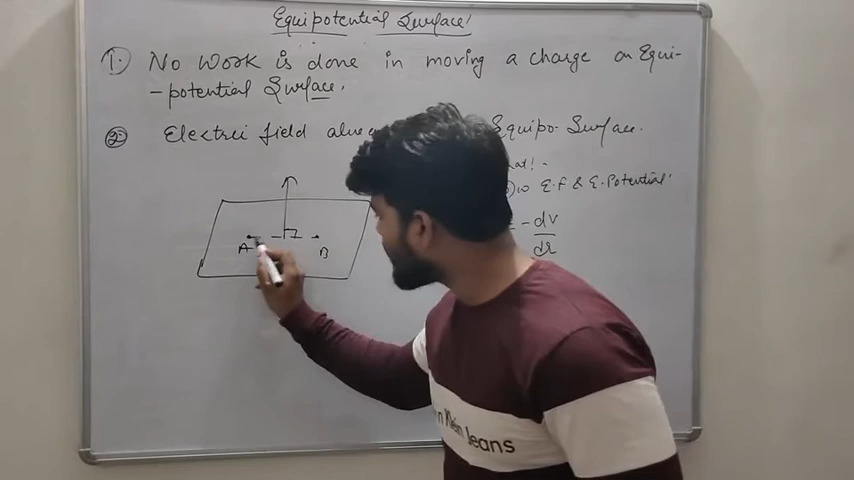 Equipotential Surface
1. No Work is done in moving a charge on Equi-
-potential Surface.
2. Electric field Equipo. Surface.
E.F & E. Potential
- dv
dr
A B
Klein
Jeans